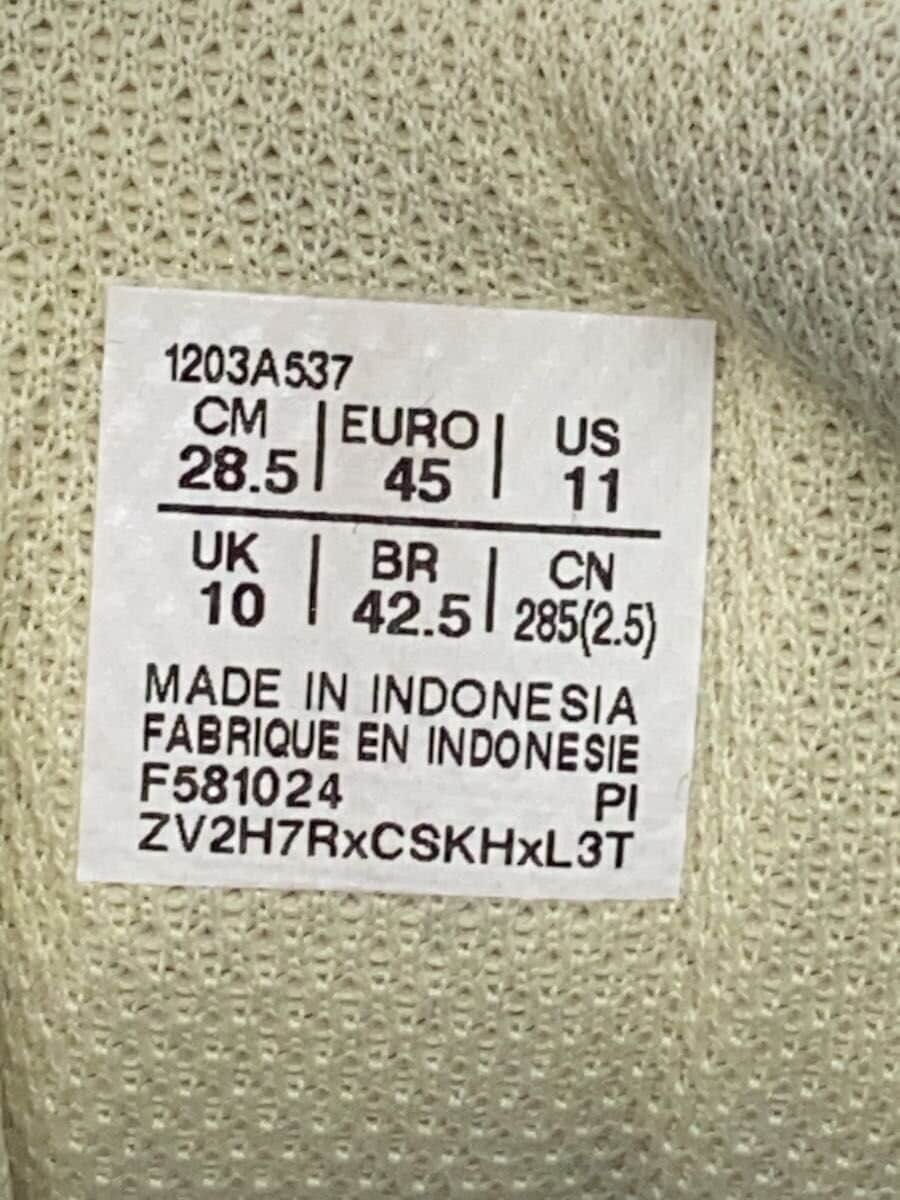 1203A537
CM | EURO | US
28.5 | 45 | 11
UK | BR | CN
10 | 42.5 | 285(2.5)
MADE IN INDONESIA
FABRIQUE EN INDONESIE
F581024 PI
ZV2H7RxCSKHxL3T